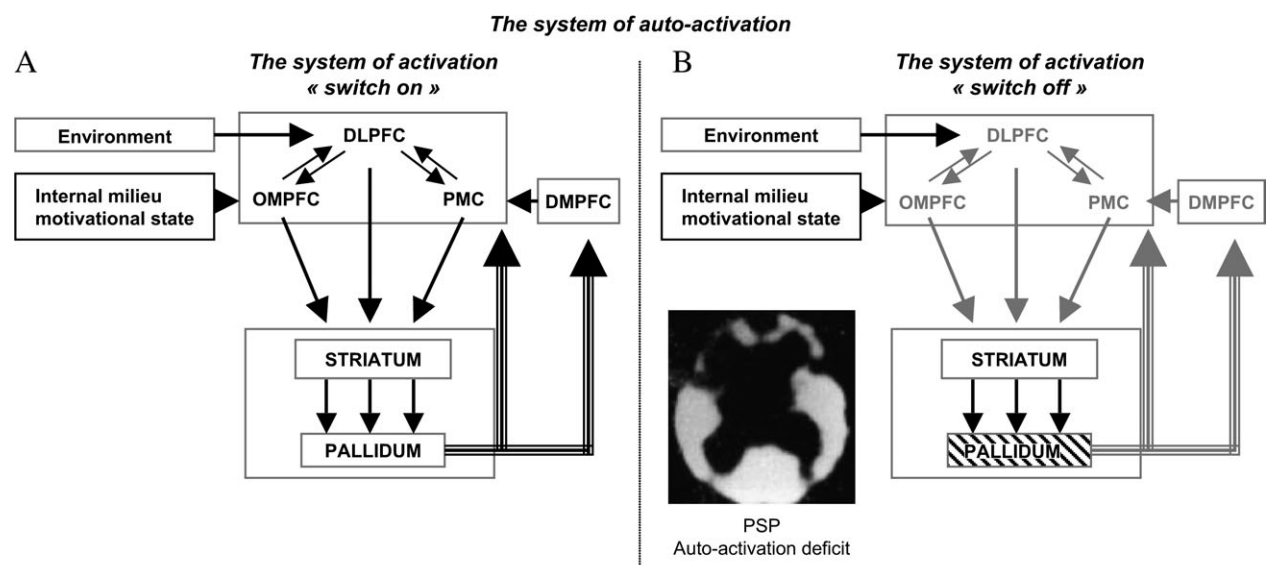 The system of auto-activation
A
The system of activation
« switch on »
Environment
Internal milieu
motivational state
DLPFC
OMPFC
PMC
DMPFC
STRIATUM
PALLIDUM
B
The system of activation
« switch off »
Environment
Internal milieu
motivational state
DLPFC
OMPFC
PMC
DMPFC
STRIATUM
PALLIDUM
PSP
Auto-activation deficit